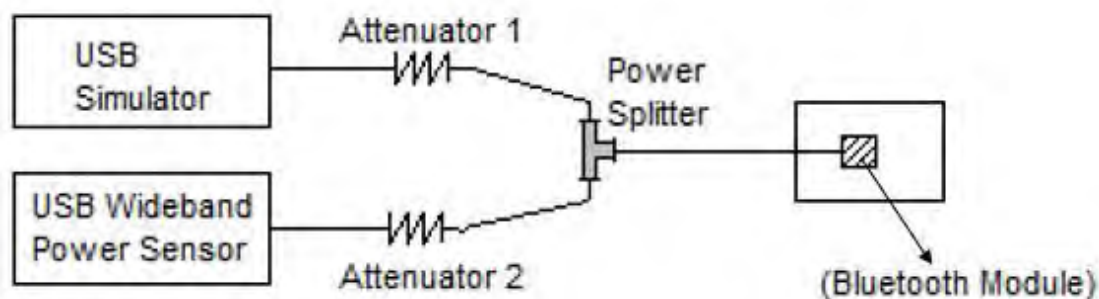 USB
Simulator
Attenuator 1
Power
Splitter
USB Wideband
Power Sensor
Attenuator 2
(Bluetooth Module)